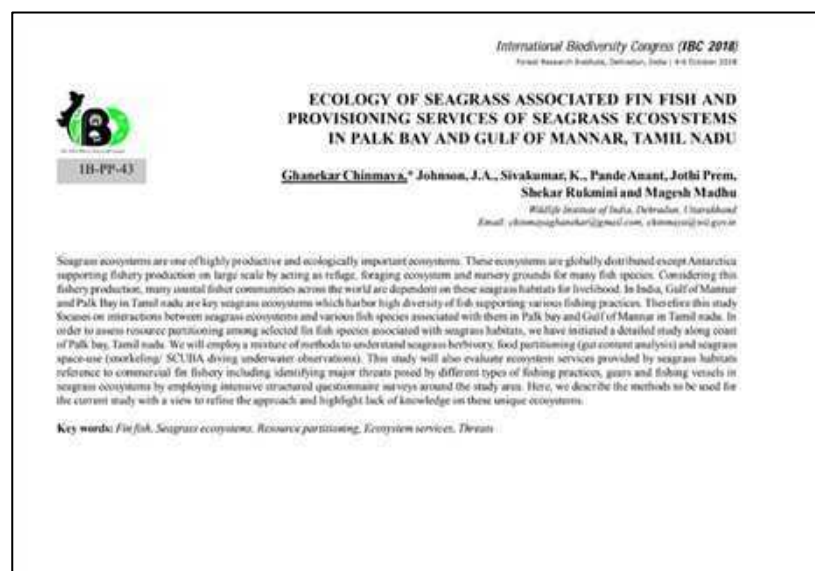 International Biodiversity Congress (IBC 2018)
Forest Research Institute, Dehradun, India | 4-6 October 2018
ECOLOGY OF SEAGRASS ASSOCIATED FIN FISH AND
PROVISIONING SERVICES OF SEAGRASS ECOSYSTEMS
IN PALK BAY AND GULF OF MANNAR, TAMIL NADU
IB
1B-PP-43
Ghanekar Chinmaya,* Johnson, J.A., Sivakumar, K., Pande Anant, Jothi Prem,
Shekar Rukmini and Magesh Madhu
Wildlife Institute of India, Dehradun, Uttarakhand
Email: chinmayaghanekar@gmail.com, chinmaya@wii.gov.in
Seagrass ecosystems are one of highly productive and ecologically important ecosystems. These ecosystems are globally distributed except Antarctica
supporting fishery production on large scale by acting as refuge, foraging ecosystem and nursery grounds for many fish species. Considering this
fishery production, many coastal fisher communities across the world are dependent on these seagrass habitats for livelihood. In India, Gulf of Mannar
and Palk Bay in Tamil nadu are key seagrass ecosystems which harbor high diversity of fish supporting various fishing practices. Therefore this study
focuses on interactions between seagrass ecosystems and various fish species associated with them in Palk bay and Gulf of Mannar in Tamil nadu. In
order to assess resource partitioning among selected fin fish species associated with seagrass habitats, we have initiated a detailed study along coast
of Palk bay, Tamil nadu. We will employ a mixture of methods to understand seagrass herbivory, food partitioning (gut content analysis) and seagrass
space-use (snorkeling/ SCUBA diving underwater observations). This study will also evaluate ecosystem services provided by seagrass habitats
reference to commercial fin fishery including identifying major threats posed by different types of fishing practices, gears and fishing vessels in
seagrass ecosystems by employing intensive structured questionnaire surveys around the study area. Here, we describe the methods to be used for
the current study with a view to refine the approach and highlight lack of knowledge on these unique ecosystems.
Key words: Fin fish, Seagrass ecosystems, Resource partitioning, Ecosystem services, Threats